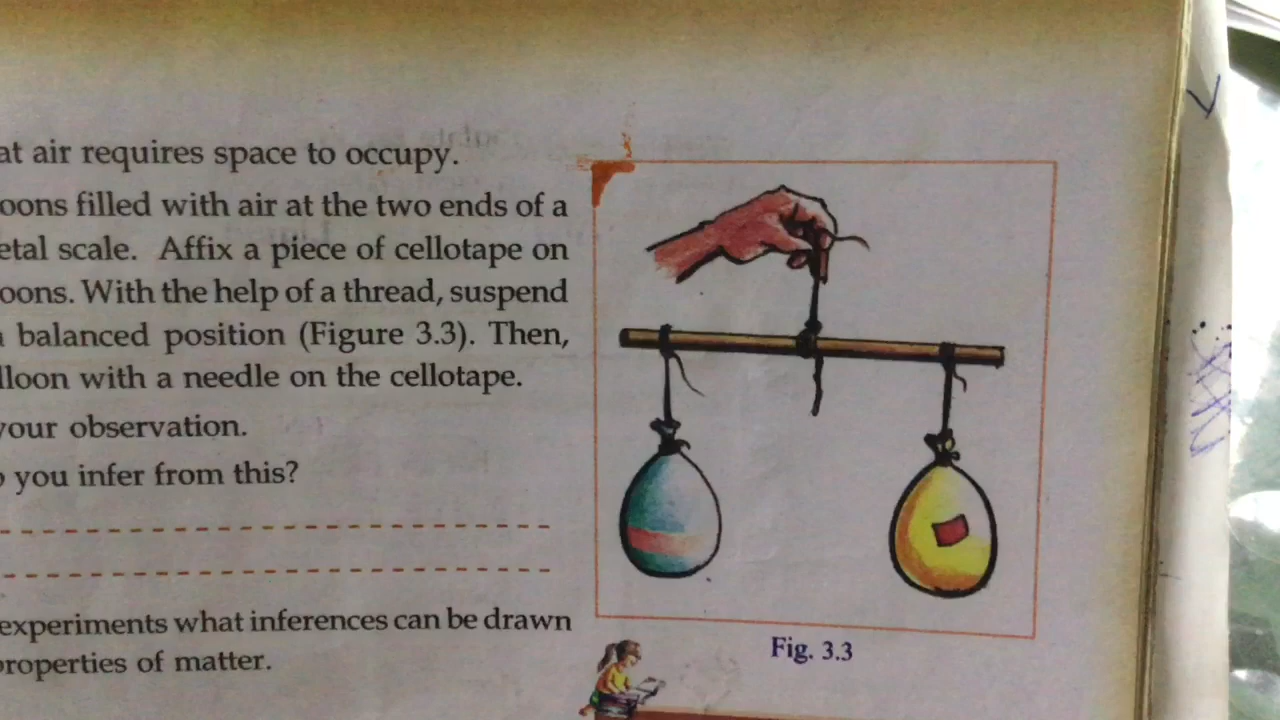 at air requires space to occupy.
oons filled with air at the two ends of a
etal scale. Affix a piece of cellotape on
oons. With the help of a thread, suspend
balanced position (Figure 3.3). Then,
lloon with a needle on the cellotape.
your observation.
you infer from this?
experiments what inferences can be drawn
properties of matter.
Fig. 3.3